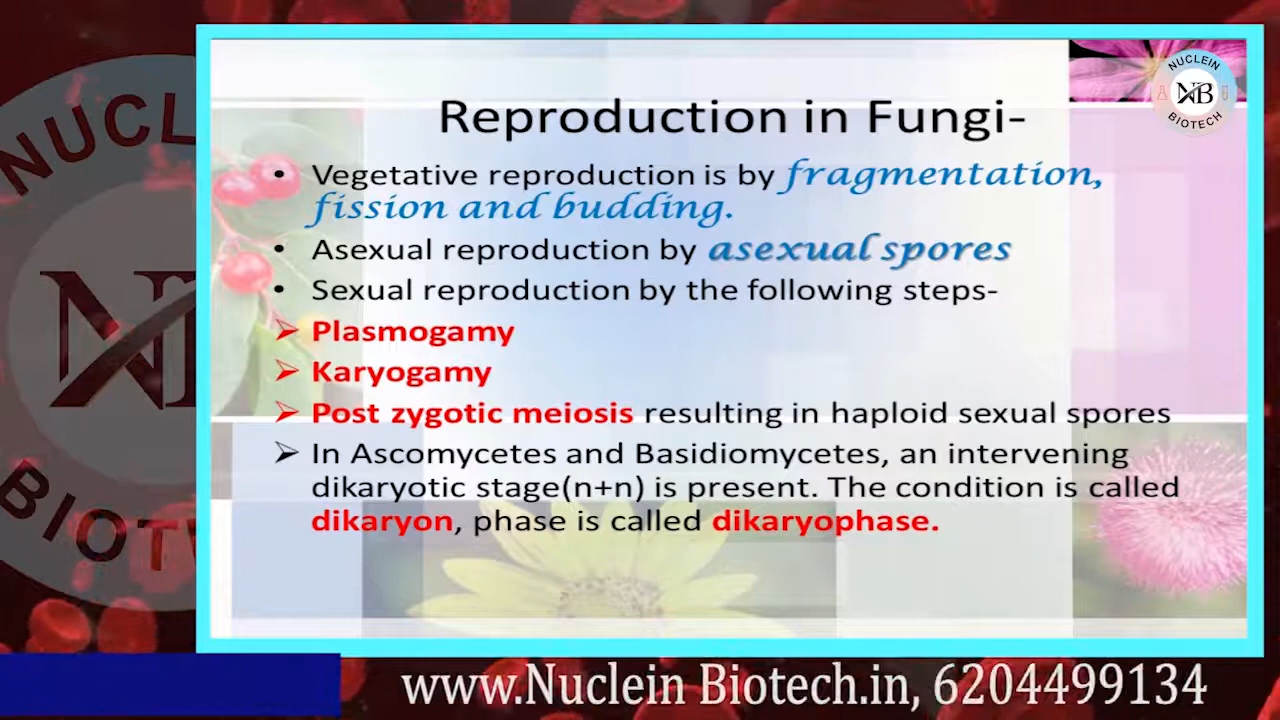 NUCLEIN
NB
BIOTECH
Reproduction in Fungi-
• Vegetative reproduction is by fragmentation,
fission and budding.
• Asexual reproduction by asexual spores
• Sexual reproduction by the following steps-
➢ Plasmogamy
➢ Karyogamy
➢ Post zygotic meiosis resulting in haploid sexual spores
➢ In Ascomycetes and Basidiomycetes, an intervening
dikaryotic stage(n+n) is present. The condition is called
dikaryon, phase is called dikaryophase.
NUCL
N
BIOT
www.Nuclein Biotech.in, 6204499134